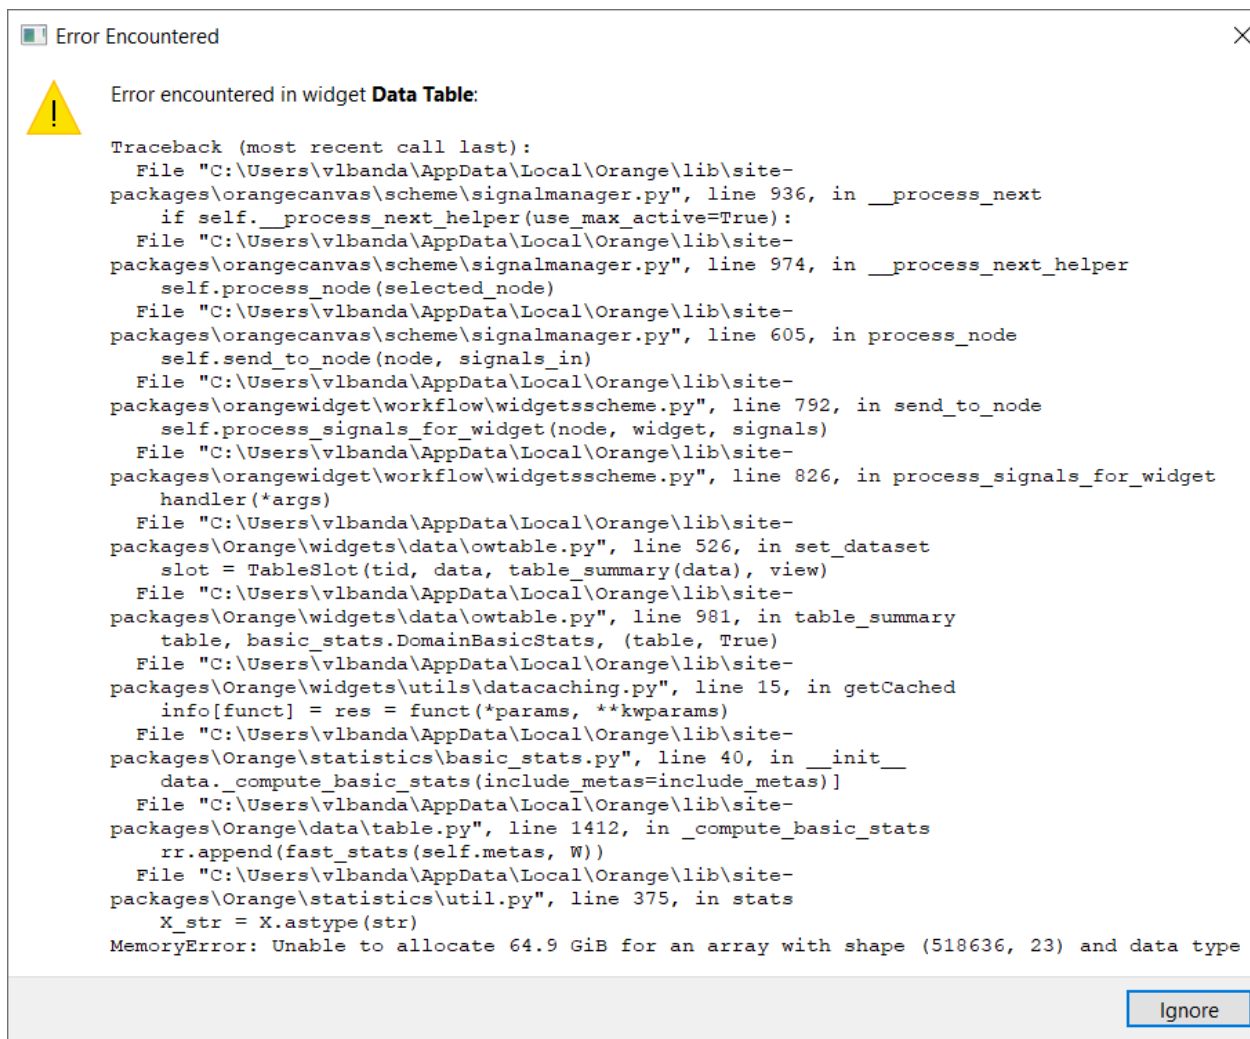 Error Encountered
Error encountered in widget Data Table:
Traceback (most recent call last):
  File "C:\Users\vlbanda\AppData\Local\Orange\lib\site-
packages\orangecanvas\scheme\signalmanager.py", line 936, in __process_next
    if self.__process_next_helper(use_max_active=True):
  File "C:\Users\vlbanda\AppData\Local\Orange\lib\site-
packages\orangecanvas\scheme\signalmanager.py", line 974, in __process_next_helper
    self.process_node(selected_node)
  File "C:\Users\vlbanda\AppData\Local\Orange\lib\site-
packages\orangecanvas\scheme\signalmanager.py", line 605, in process_node
    self.send_to_node(node, signals_in)
  File "C:\Users\vlbanda\AppData\Local\Orange\lib\site-
packages\orangewidget\workflow\widgetsscheme.py", line 792, in send_to_node
    self.process_signals_for_widget(node, widget, signals)
  File "C:\Users\vlbanda\AppData\Local\Orange\lib\site-
packages\orangewidget\workflow\widgetsscheme.py", line 826, in process_signals_for_widget
    handler(*args)
  File "C:\Users\vlbanda\AppData\Local\Orange\lib\site-
packages\Orange\widgets\data\owtable.py", line 526, in set_dataset
    slot = TableSlot(tid, data, table_summary(data), view)
  File "C:\Users\vlbanda\AppData\Local\Orange\lib\site-
packages\Orange\widgets\data\owtable.py", line 981, in table_summary
    table, basic_stats.DomainBasicStats, (table, True)
  File "C:\Users\vlbanda\AppData\Local\Orange\lib\site-
packages\Orange\widgets\utils\datacaching.py", line 15, in getCached
    info[funct] = res = funct(*params, **kwparams)
  File "C:\Users\vlbanda\AppData\Local\Orange\lib\site-
packages\Orange\statistics\basic_stats.py", line 40, in __init__
    data._compute_basic_stats(include_metas=include_metas)]
  File "C:\Users\vlbanda\AppData\Local\Orange\lib\site-
packages\Orange\data\table.py", line 1412, in _compute_basic_stats
    rr.append(fast_stats(self.metas, W))
  File "C:\Users\vlbanda\AppData\Local\Orange\lib\site-
packages\Orange\statistics\util.py", line 375, in stats
    X_str = X.astype(str)
MemoryError: Unable to allocate 64.9 GiB for an array with shape (518636, 23) and data type
Ignore